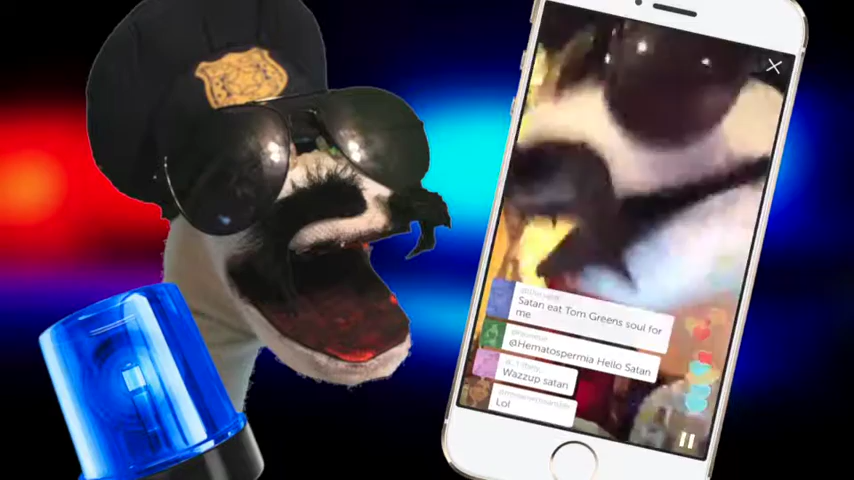 Satan eat Tom Greens soul for
me
@Hematospermia Hello Satan
Wazzup satan
Lol